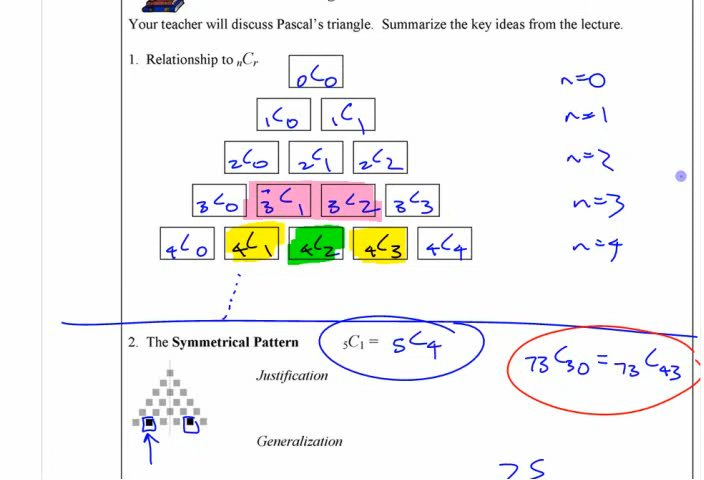 Your teacher will discuss Pascal's triangle. Summarize the key ideas from the lecture.
1. Relationship to nCr
0C0 n=0
1C0 1C1 n=1
2C0 2C1 2C2 n=2
3C0 3C1 3C2 3C3 n=3
4C0 4C1 4C2 4C3 4C4 n=4
2. The Symmetrical Pattern 5C1 = 5C4
73C30 = 73C43
Justification
Generalization